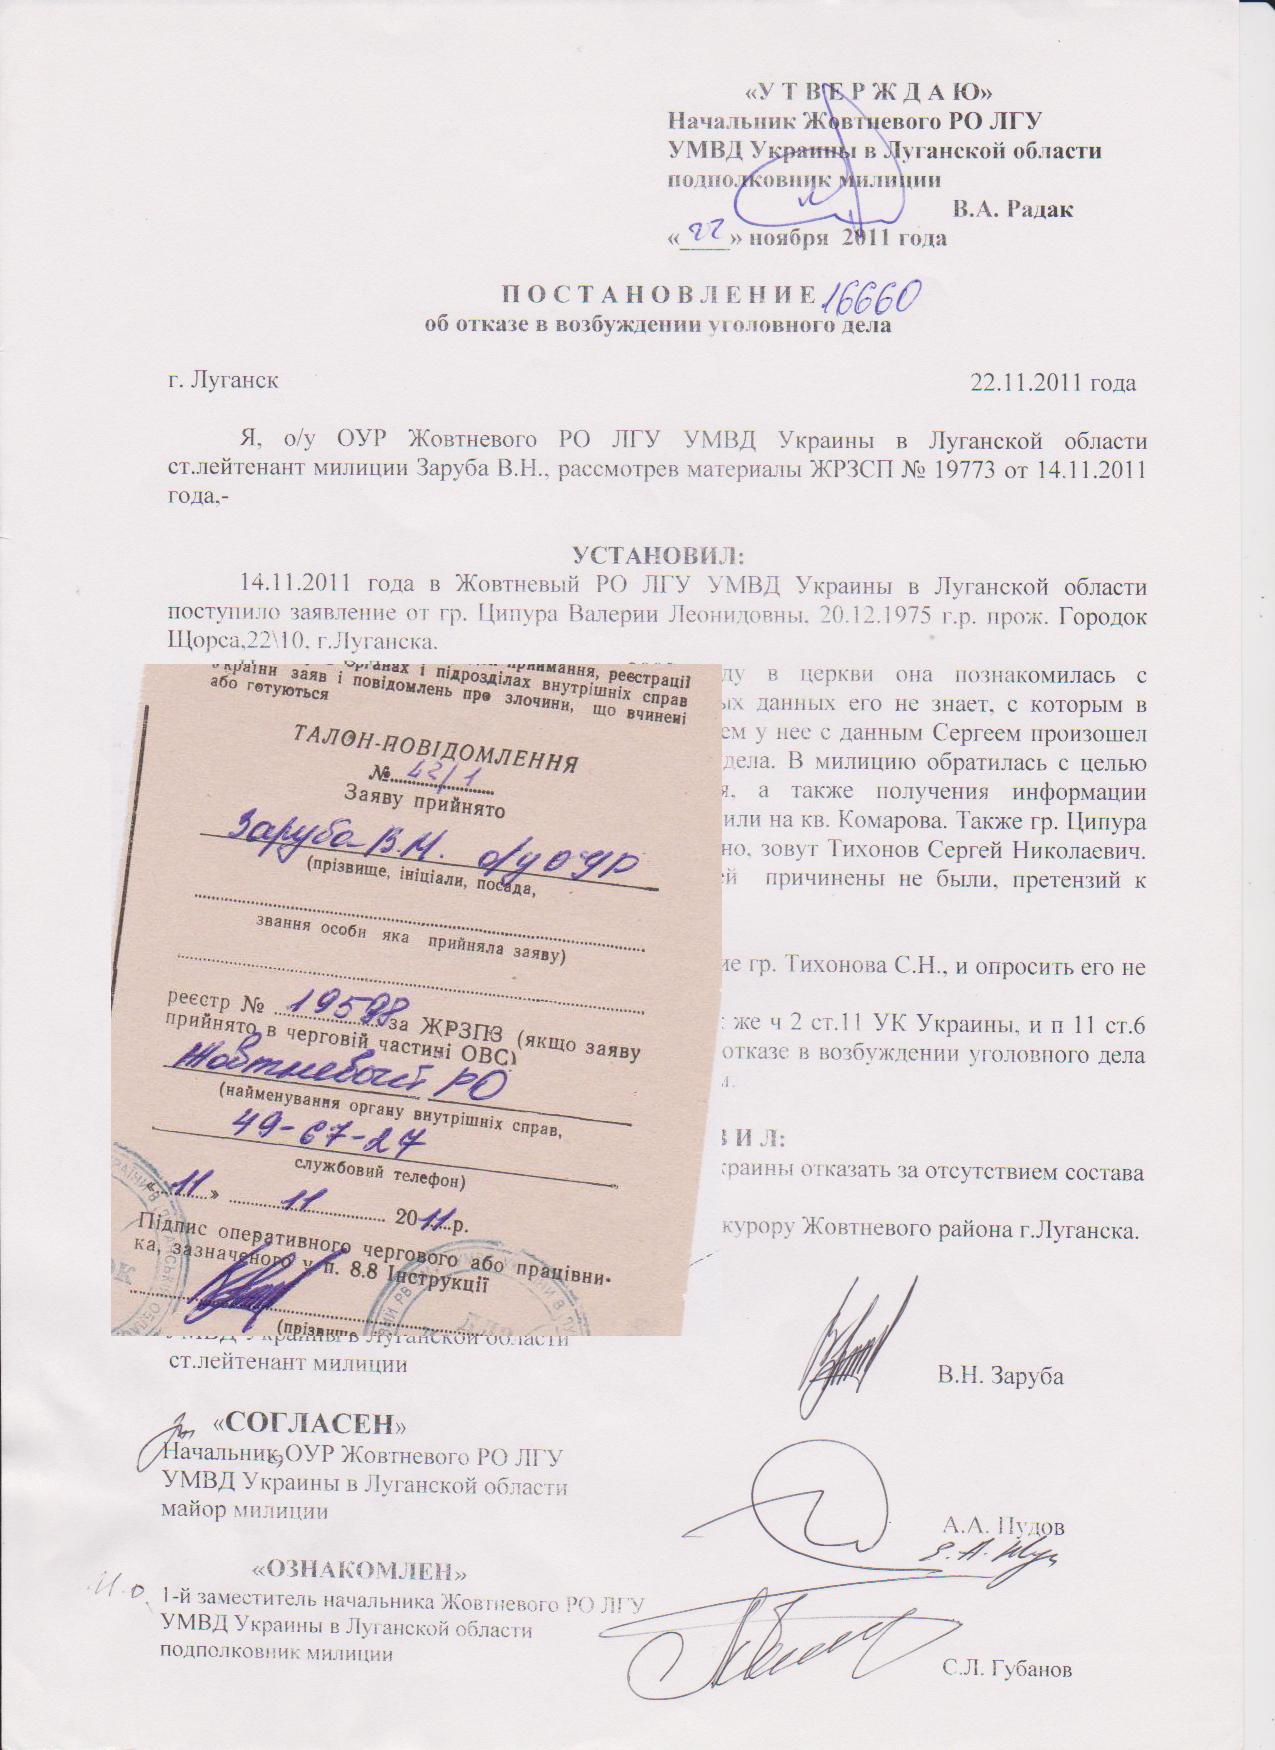 «У Т В Е Р Ж Д А Ю»
Начальник Жовтневого РО ЛГУ
УМВД Украины в Луганской области
подполковник милиции
В.А. Радак
«22» ноября 2011 года
П О С Т А Н О В Л Е Н И Е 16660
об отказе в возбуждении уголовного дела
г. Луганск 22.11.2011 года
Я, о/у ОУР Жовтневого РО ЛГУ УМВД Украины в Луганской области
ст.лейтенант милиции Заруба В.Н., рассмотрев материалы ЖРЗСП № 19773 от 14.11.2011
года,-
УСТАНОВИЛ:
14.11.2011 года в Жовтневый РО ЛГУ УМВД Украины в Луганской области
поступило заявление от гр. Ципура Валерии Леонидовны, 20.12.1975 г.р. прож. Городок
Щорса,22\10, г.Луганска.
ду в церкви она познакомилась с
ых данных его не знает, с которым в
ем у нее с данным Сергеем произошел
дела. В милицию обратилась с целью
я, а также получения информации
или на кв. Комарова. Также гр. Ципура
но, зовут Тихонов Сергей Николаевич.
ей причинены не были, претензий к
ие гр. Тихонова С.Н., и опросить его не
же ч 2 ст.11 УК Украины, и п 11 ст.6
отказе в возбуждении уголовного дела
В И Л:
краины отказать за отсутствием состава
курору Жовтневого района г.Луганска.
органах і підрозділах приймання, реєстрації
України заяв і повідомлень про внутрішніх справ
або готуються злочини, що вчинені
ТАЛОН-ПОВІДОМЛЕННЯ
№ 42/1
Заяву прийнято
Заруба В.Н. о/у ОУР
(прізвище, ініціали, посада,
звання особи яка прийняла заяву)
реєстр № 19598 за ЖРЗПЗ (якщо заяву
прийнято в черговій частині ОВС)
Жовтневый РО
(найменування органу внутрішніх справ,
49-67-27
службовий телефон)
«11» 11 2011 р.
Підпис оперативного чергового або працівни-
ка, зазначеного у п. 8.8 Інструкції
(прізвище
УМВД Украины в Луганской области
ст.лейтенант милиции
В.Н. Заруба
«СОГЛАСЕН»
Начальник ОУР Жовтневого РО ЛГУ
УМВД Украины в Луганской области
майор милиции
А.А. Пудов
«ОЗНАКОМЛЕН»
И.о. 1-й заместитель начальника Жовтневого РО ЛГУ
УМВД Украины в Луганской области
подполковник милиции
С.Л. Губанов